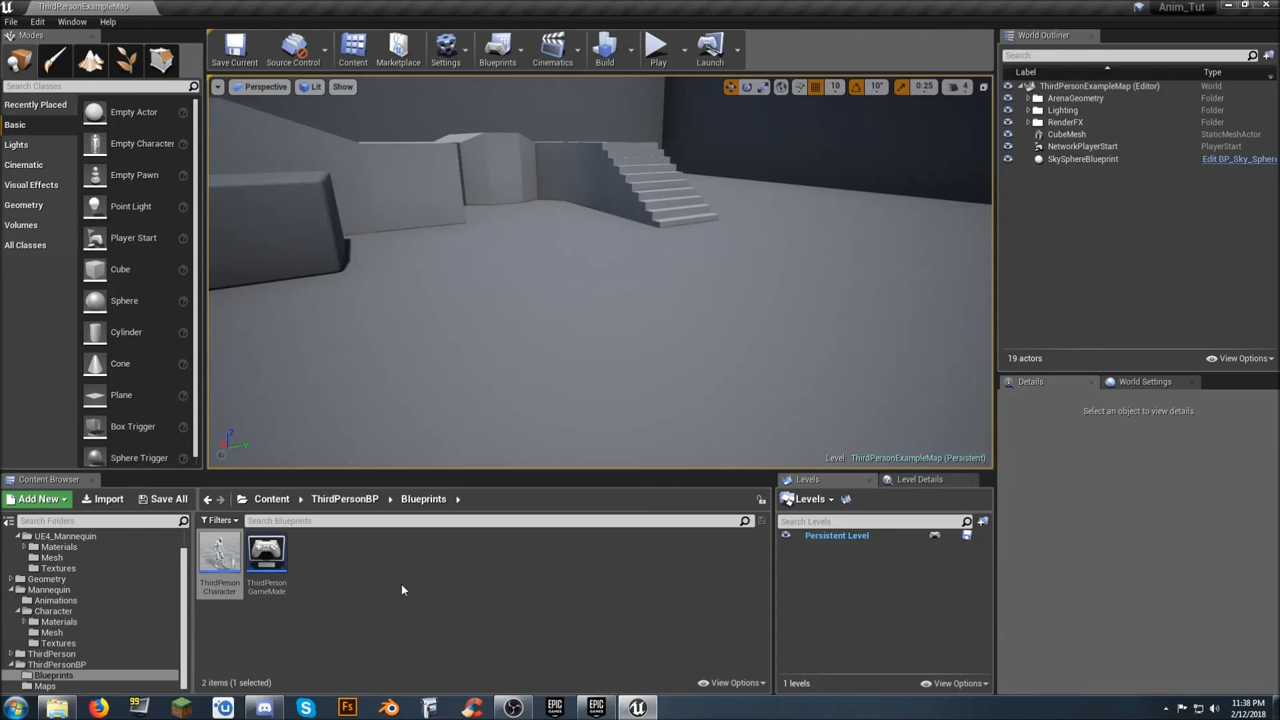 ThirdPersonExampleMap
Anim_Tut
File Edit Window Help
Modes
Save Current
Source Control
Content
Marketplace
Settings
Blueprints
Cinematics
Build
Play
Launch
World Outliner
Search Classes
Search
Perspective
Lit
Show
10
10°
0.25
4
Label
Type
ThirdPersonExampleMap (Editor) World
ArenaGeometry Folder
Lighting Folder
RenderFX Folder
CubeMesh StaticMeshActor
NetworkPlayerStart PlayerStart
SkySphereBlueprint Edit BP_Sky_Sphere
19 actors
View Options
Recently Placed
Basic
Lights
Cinematic
Visual Effects
Geometry
Volumes
All Classes
Empty Actor
Empty Character
Empty Pawn
Point Light
Player Start
Cube
Sphere
Cylinder
Cone
Plane
Box Trigger
Sphere Trigger
Z
Y
Level: ThirdPersonExampleMap (Persistent)
Details
World Settings
Select an object to view details
Content Browser
Add New
Import
Save All
Content
ThirdPersonBP
Blueprints
Search Folders
Filters
Search Blueprints
UE4_Mannequin
Materials
Mesh
Textures
Geometry
Mannequin
Animations
Character
Materials
Mesh
Textures
ThirdPerson
ThirdPersonBP
Blueprints
Maps
ThirdPerson
Character
ThirdPerson
GameMode
2 items (1 selected)
View Options
Levels
Level Details
Levels
Search Levels
Persistent Level
1 levels
View Options
99
Fs
EPIC
GAMES
EPIC
GAMES
11:38 PM
2/12/2018